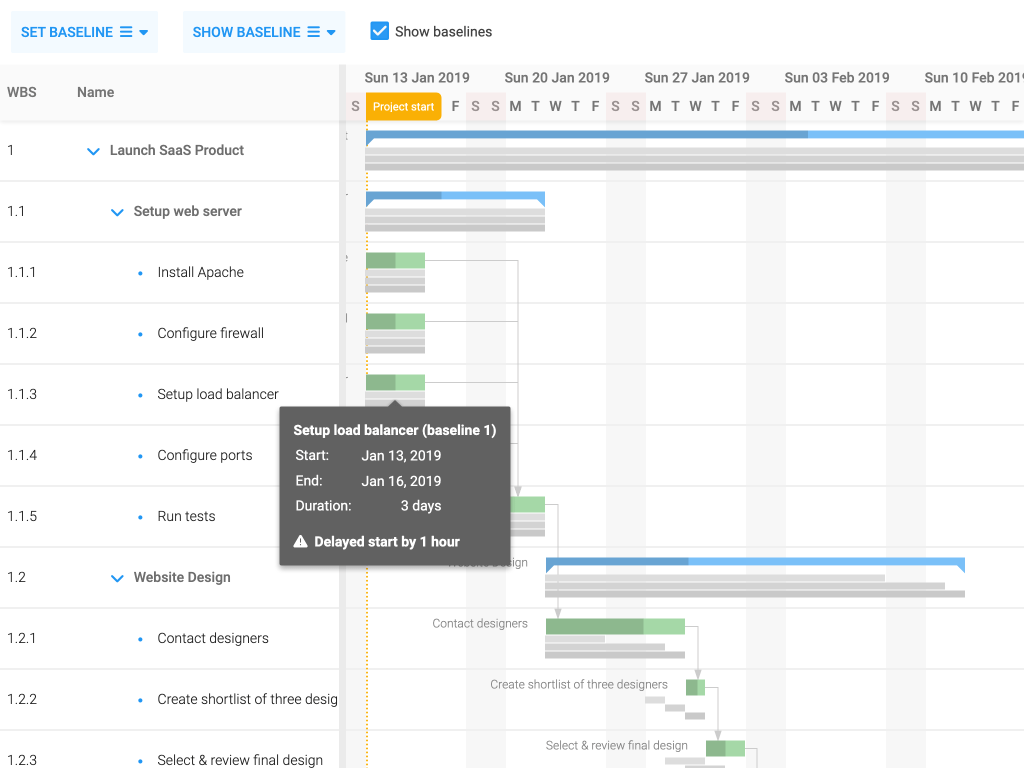 SET BASELINE
SHOW BASELINE
Show baselines
WBS Name
Sun 13 Jan 2019 Sun 20 Jan 2019 Sun 27 Jan 2019 Sun 03 Feb 2019 Sun 10 Feb 2019
S Project start F S S M T W T F S S M T W T F S S M T W T F S S M T W T F
1 Launch SaaS Product
1.1 Setup web server
1.1.1 Install Apache
1.1.2 Configure firewall
1.1.3 Setup load balancer
1.1.4 Configure ports
1.1.5 Run tests
Setup load balancer (baseline 1)
Start: Jan 13, 2019
End: Jan 16, 2019
Duration: 3 days
Delayed start by 1 hour
1.2 Website Design
Website Design
1.2.1 Contact designers
Contact designers
1.2.2 Create shortlist of three desig
Create shortlist of three designers
1.2.3 Select & review final design
Select & review final design